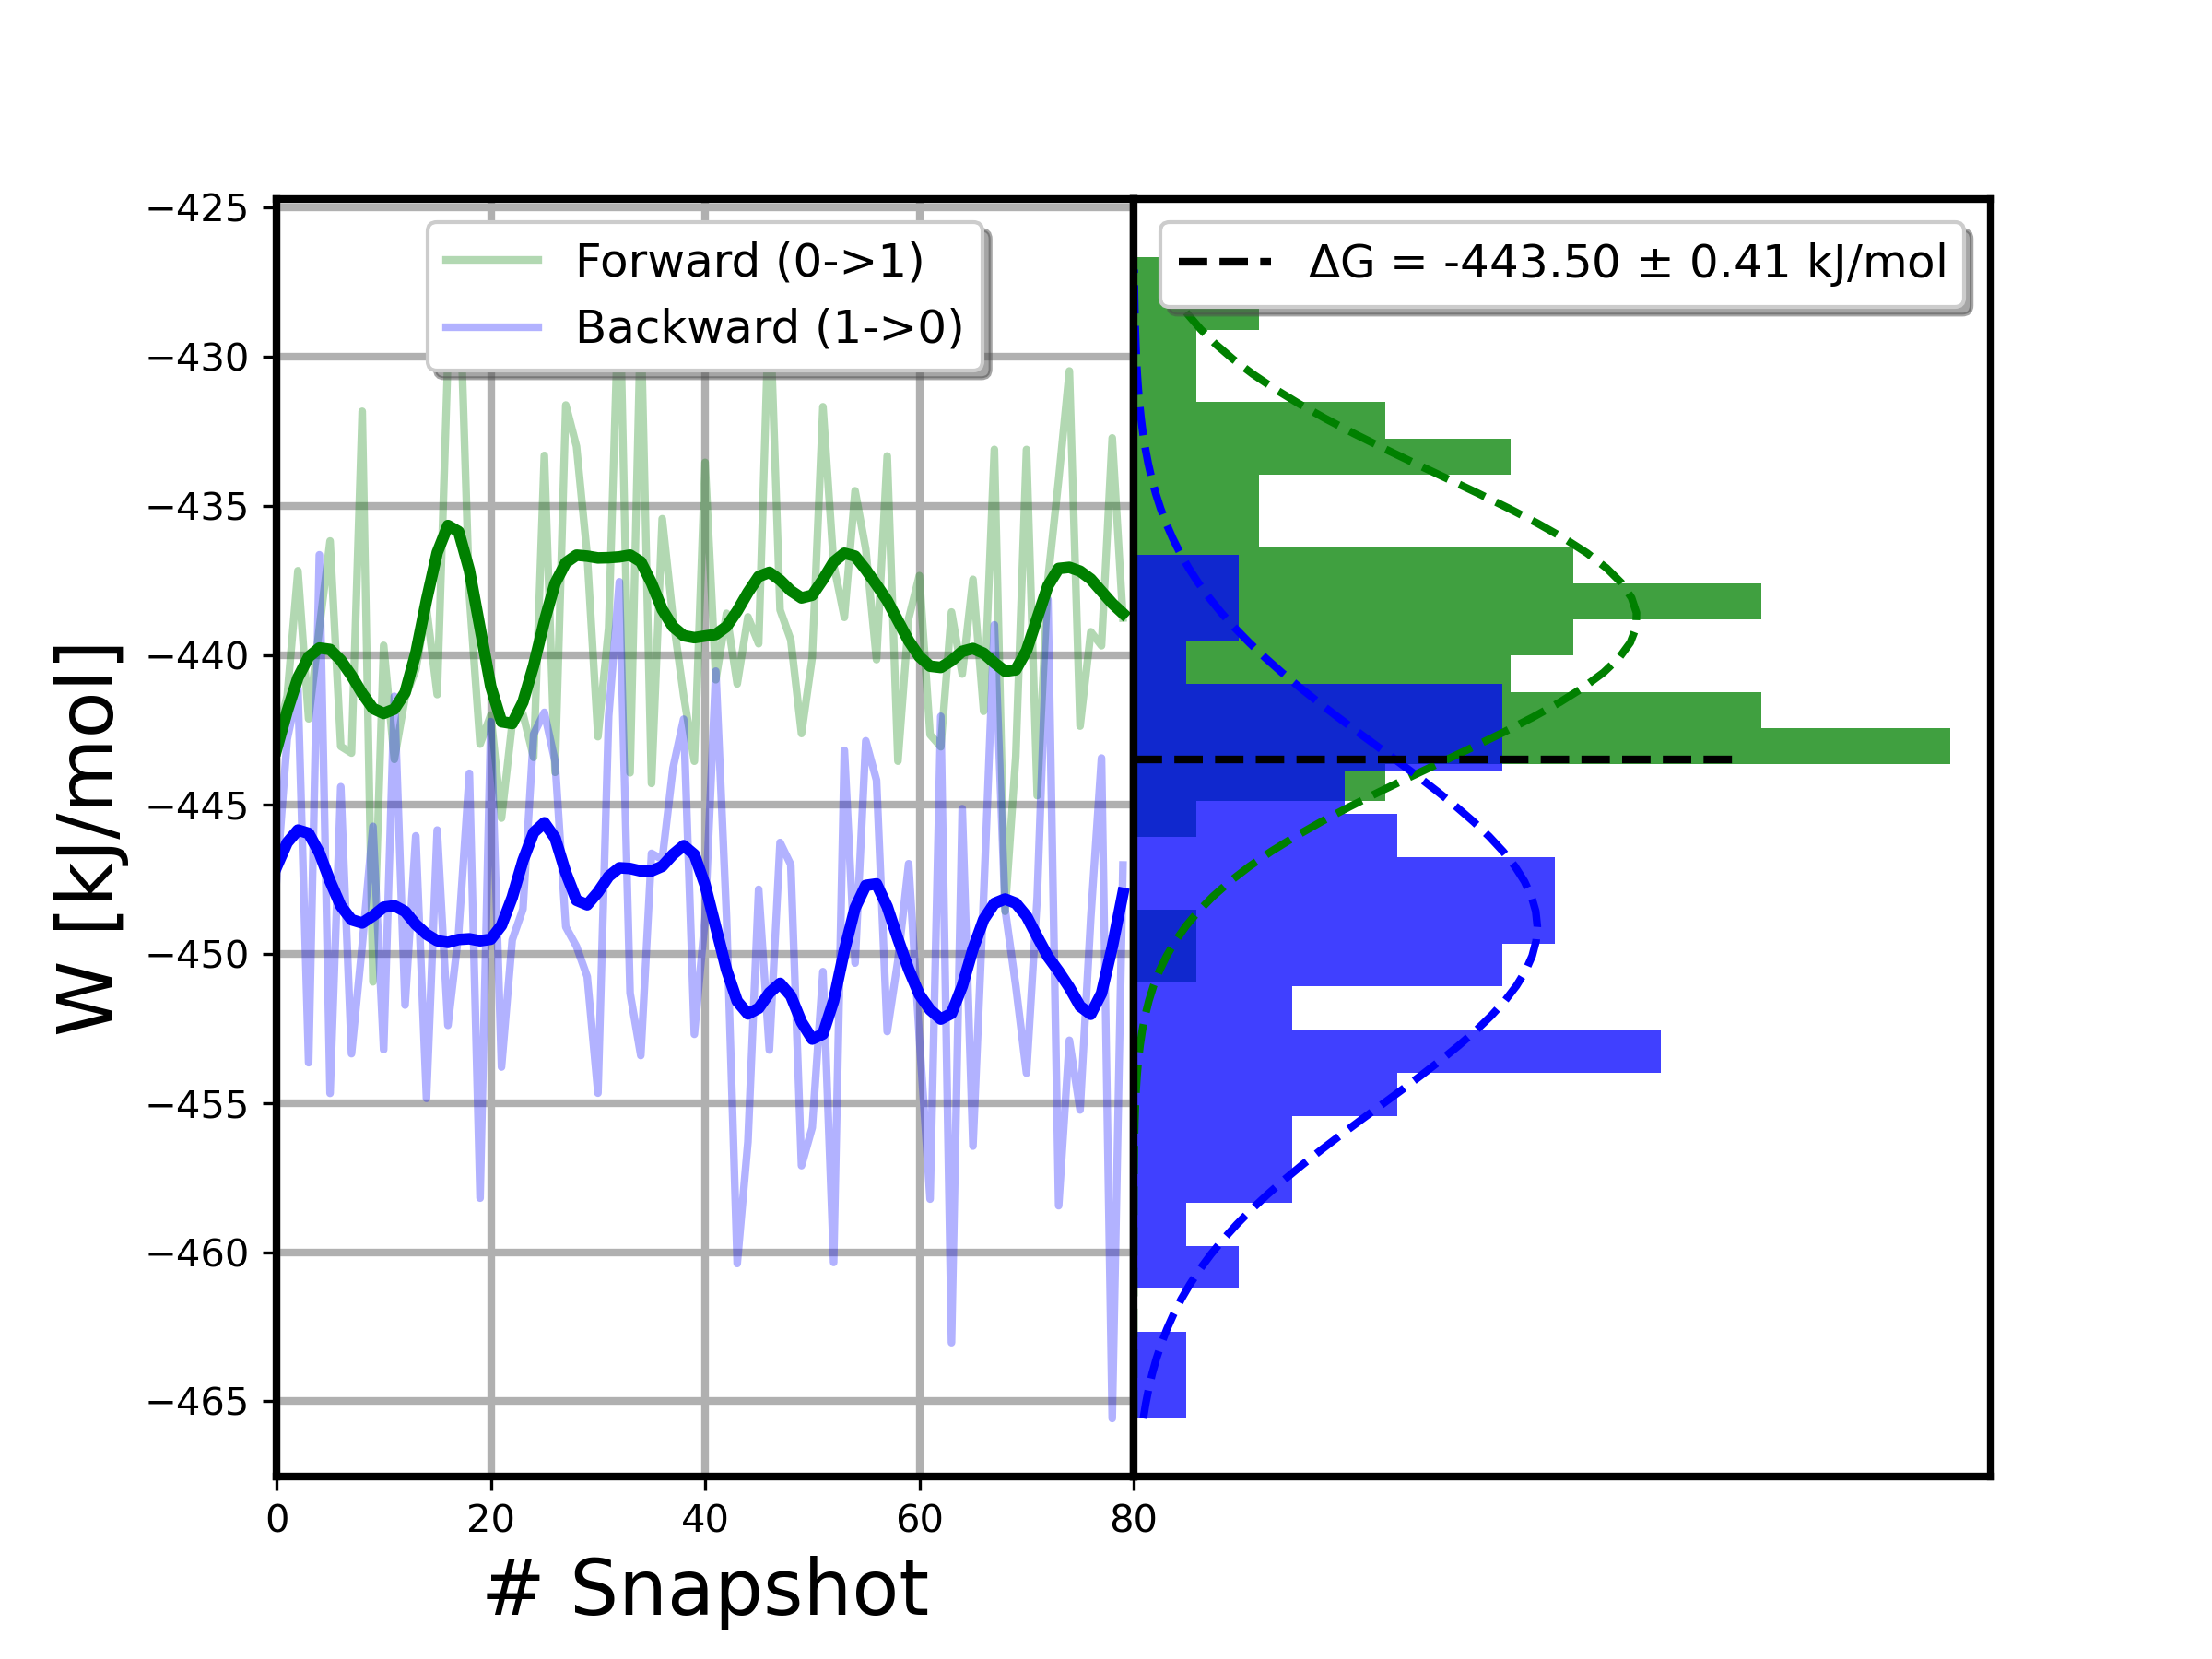 −425
−430
−435
−440
−445
−450
−455
−460
−465
W [kJ/mol]
Forward (0->1)
Backward (1->0)
ΔG = -443.50 ± 0.41 kJ/mol
0 20 40 60 80
# Snapshot